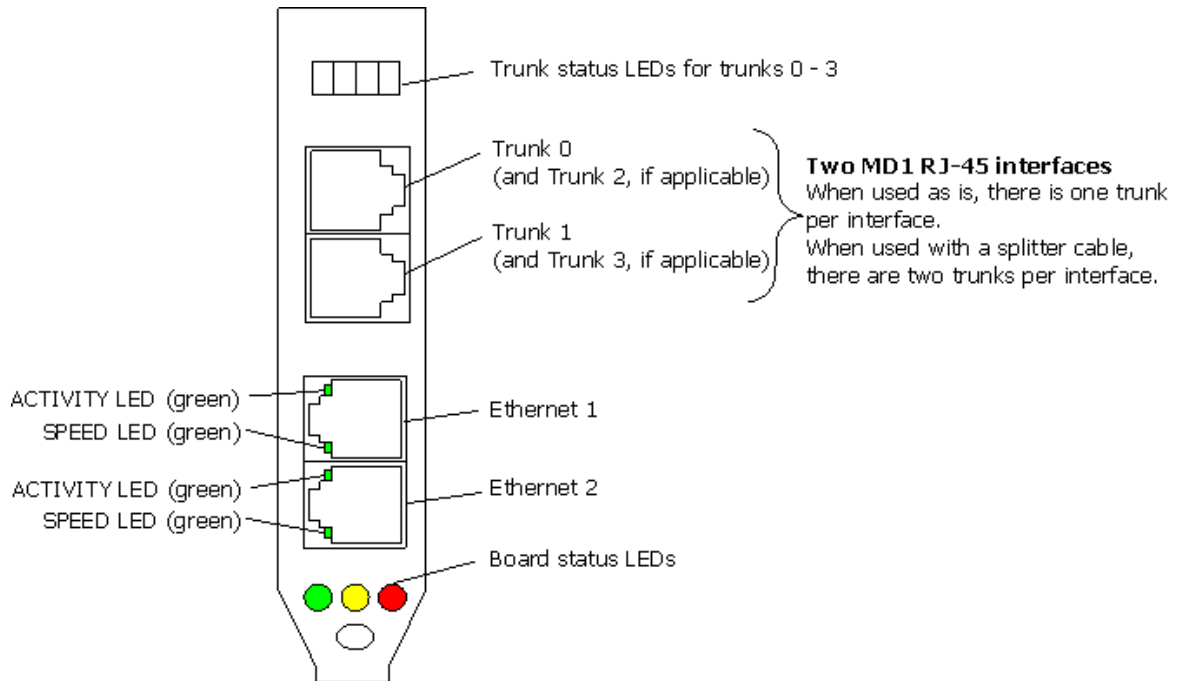 Trunk status LEDs for trunks 0 - 3
Trunk 0
(and Trunk 2, if applicable)
Trunk 1
(and Trunk 3, if applicable)
Two MD1 RJ-45 interfaces
When used as is, there is one trunk
per interface.
When used with a splitter cable,
there are two trunks per interface.
ACTIVITY LED (green)
SPEED LED (green)
ACTIVITY LED (green)
SPEED LED (green)
Ethernet 1
Ethernet 2
Board status LEDs